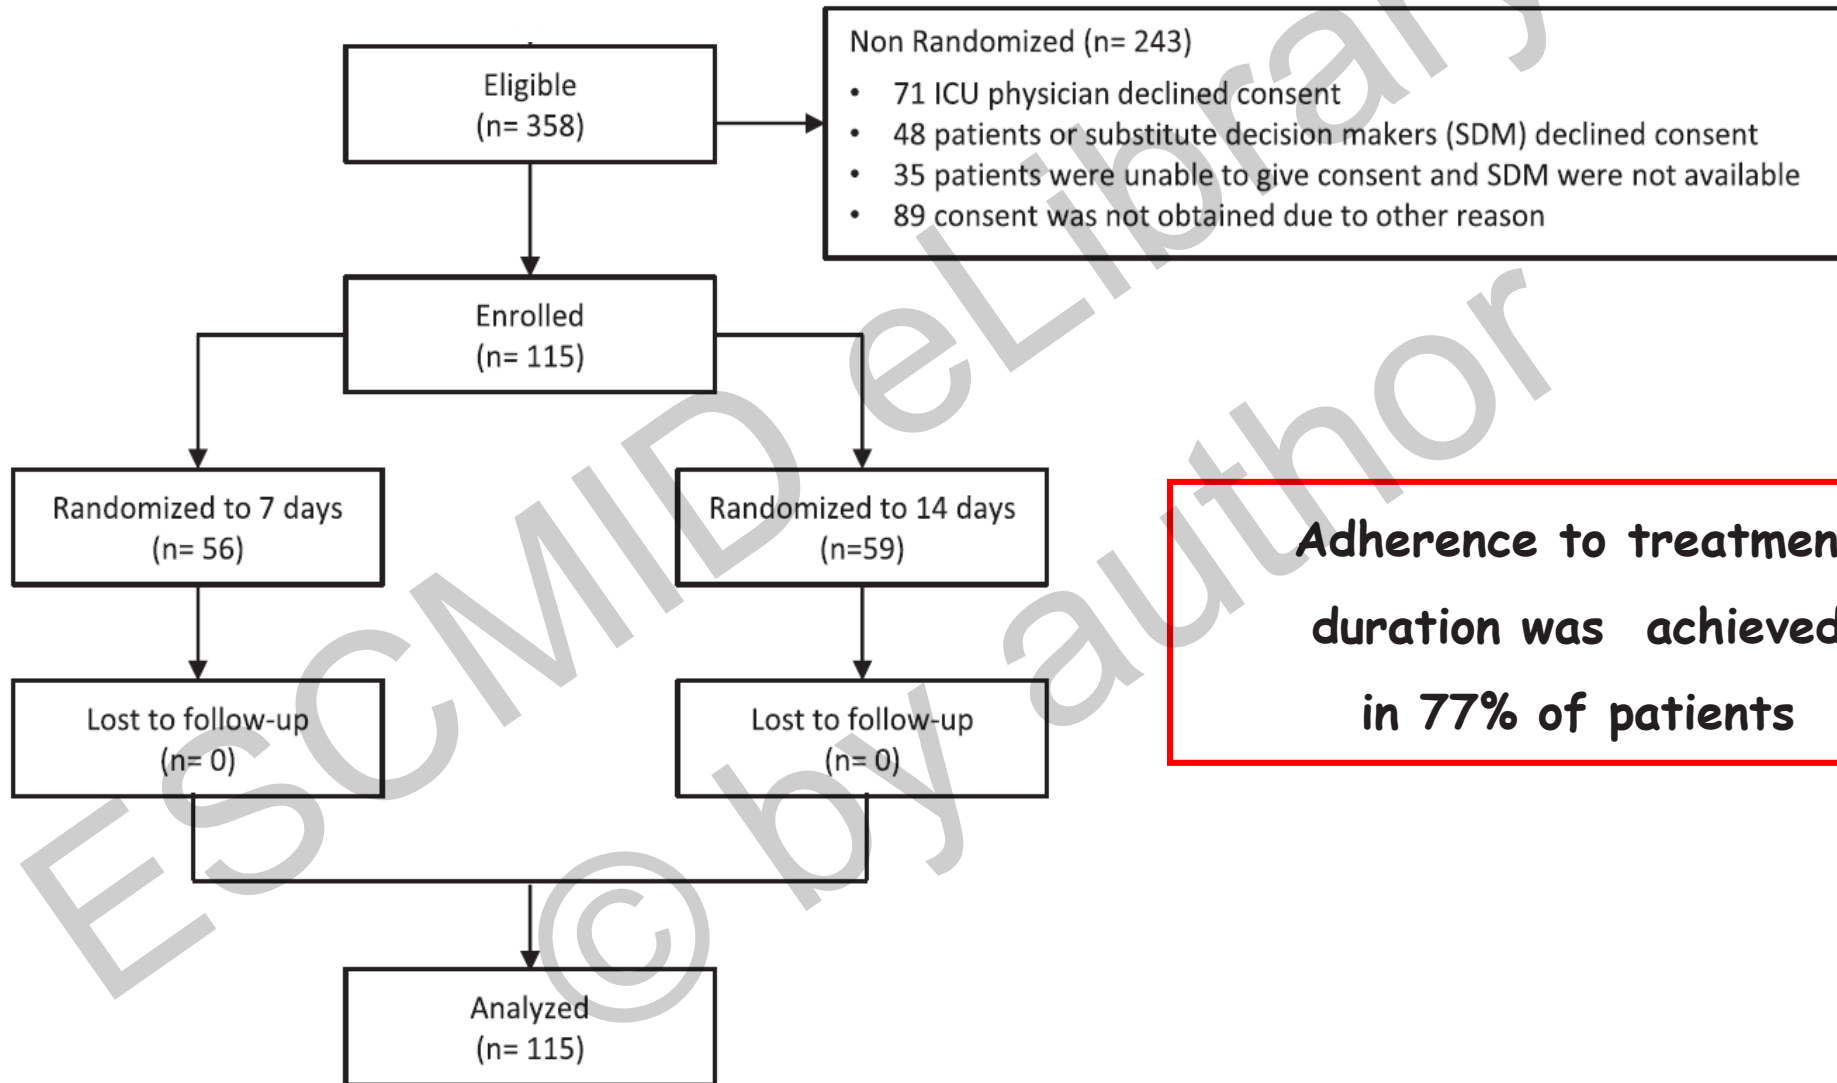 Eligible
(n= 358)
Non Randomized (n= 243)
• 71 ICU physician declined consent
• 48 patients or substitute decision makers (SDM) declined consent
• 35 patients were unable to give consent and SDM were not available
• 89 consent was not obtained due to other reason
Enrolled
(n= 115)
Randomized to 7 days
(n= 56)
Randomized to 14 days
(n=59)
Adherence to treatmen
duration was achieved
in 77% of patients
Lost to follow-up
(n= 0)
Lost to follow-up
(n= 0)
Analyzed
(n= 115)
ESCMID eLibrary
© by author